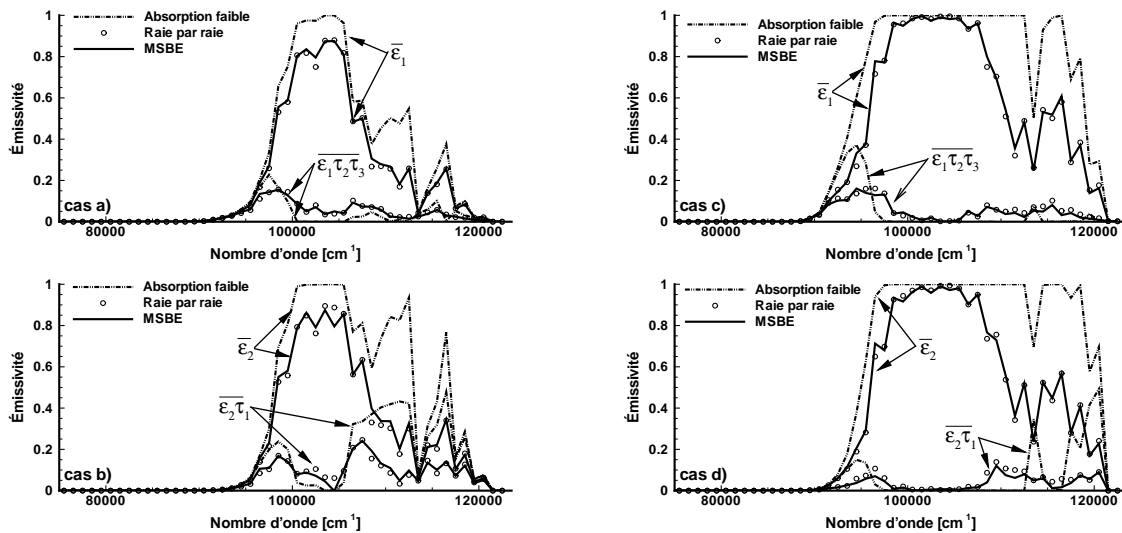 Absorption faible
Raie par raie
MSBE
ε̅₁
ε₁τ₂τ₃
cas a)
Émissivité
1
0.8
0.6
0.4
0.2
0
80000
100000
120000
Nombre d'onde [cm⁻¹]
Absorption faible
Raie par raie
MSBE
ε̅₁
ε₁τ₂τ₃
cas c)
Émissivité
1
0.8
0.6
0.4
0.2
0
80000
100000
120000
Nombre d'onde [cm⁻¹]
Absorption faible
Raie par raie
MSBE
ε̅₂
ε₂τ₁
cas b)
Émissivité
1
0.8
0.6
0.4
0.2
0
80000
100000
120000
Nombre d'onde [cm⁻¹]
Absorption faible
Raie par raie
MSBE
ε̅₂
ε₂τ₁
cas d)
Émissivité
1
0.8
0.6
0.4
0.2
0
80000
100000
120000
Nombre d'onde [cm⁻¹]